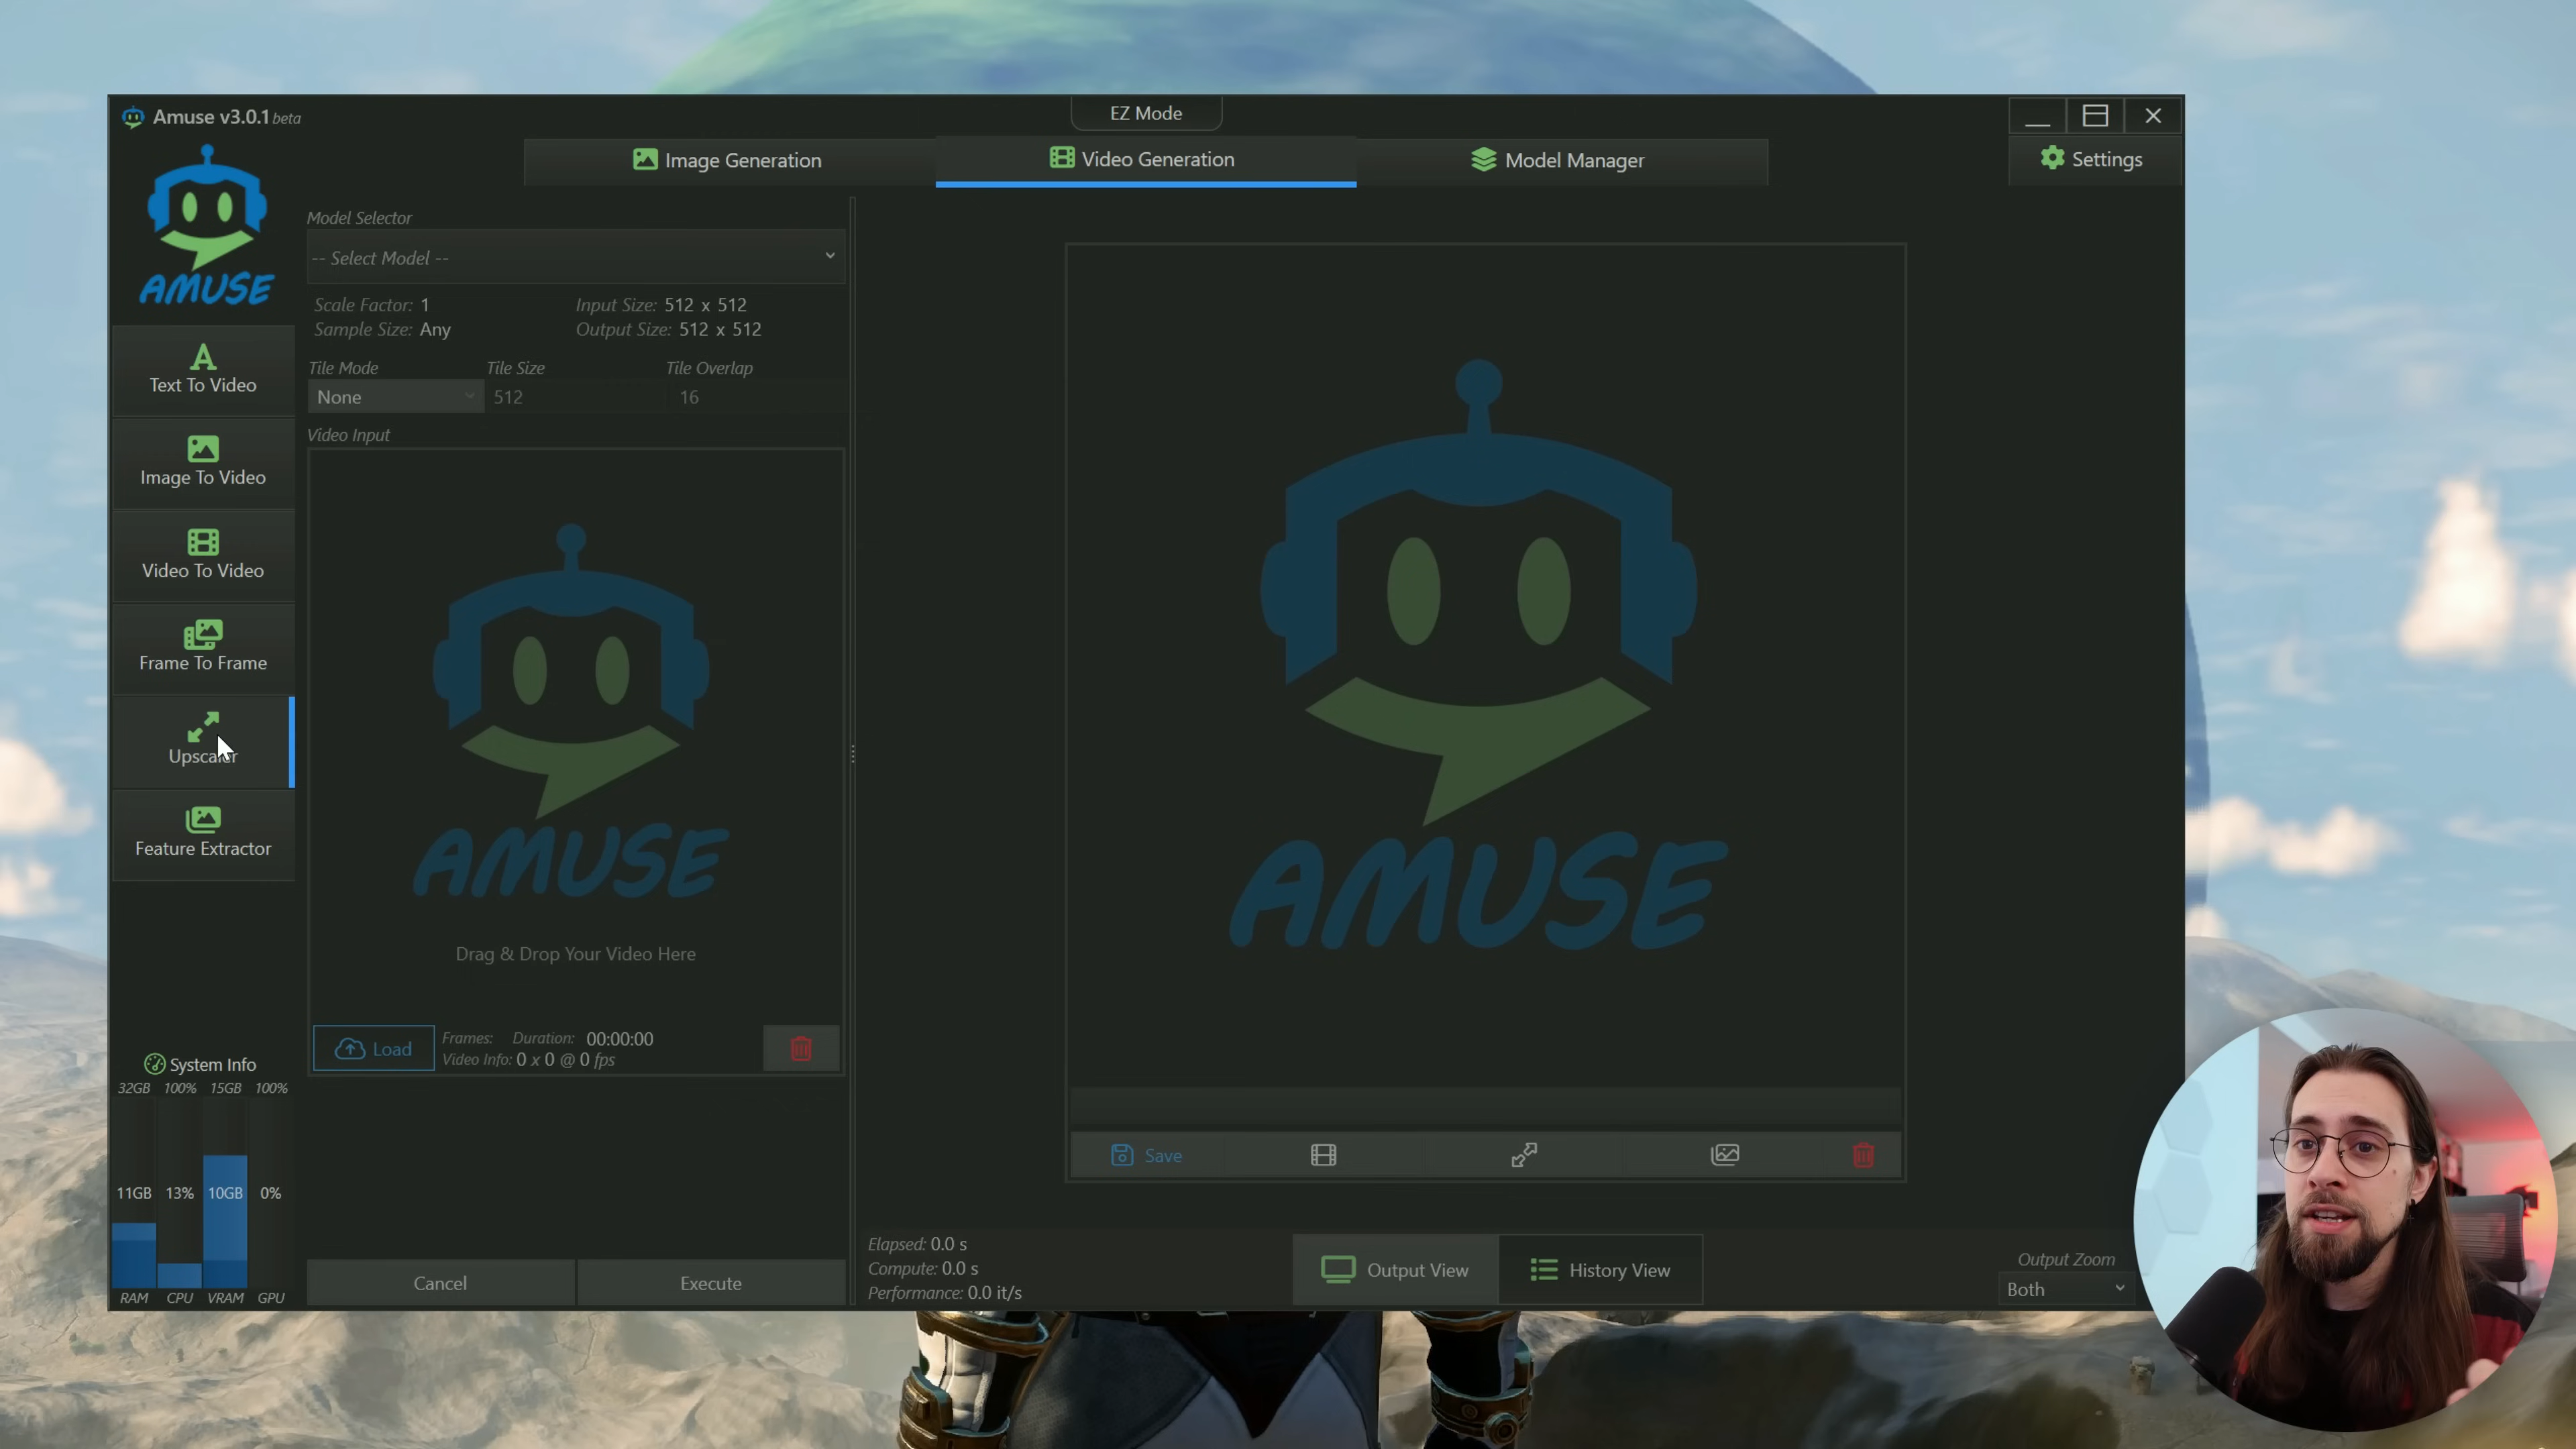 Amuse v3.0.1 beta
EZ Mode
Image Generation
Video Generation
Model Manager
Settings
AMUSE
Text To Video
Image To Video
Video To Video
Frame To Frame
Upscaler
Feature Extractor
Model Selector
-- Select Model --
Scale Factor: 1
Input Size: 512 x 512
Sample Size: Any
Output Size: 512 x 512
Tile Mode
Tile Size
Tile Overlap
None
512
16
Video Input
AMUSE
Drag & Drop Your Video Here
Load
Frames: Duration: 00:00:00
Video Info: 0 x 0 @ 0 fps
AMUSE
Save
System Info
32GB 100% 15GB 100%
11GB 13% 10GB 0%
RAM CPU VRAM GPU
Cancel
Execute
Elapsed: 0.0 s
Compute: 0.0 s
Performance: 0.0 it/s
Output View
History View
Output Zoom
Both